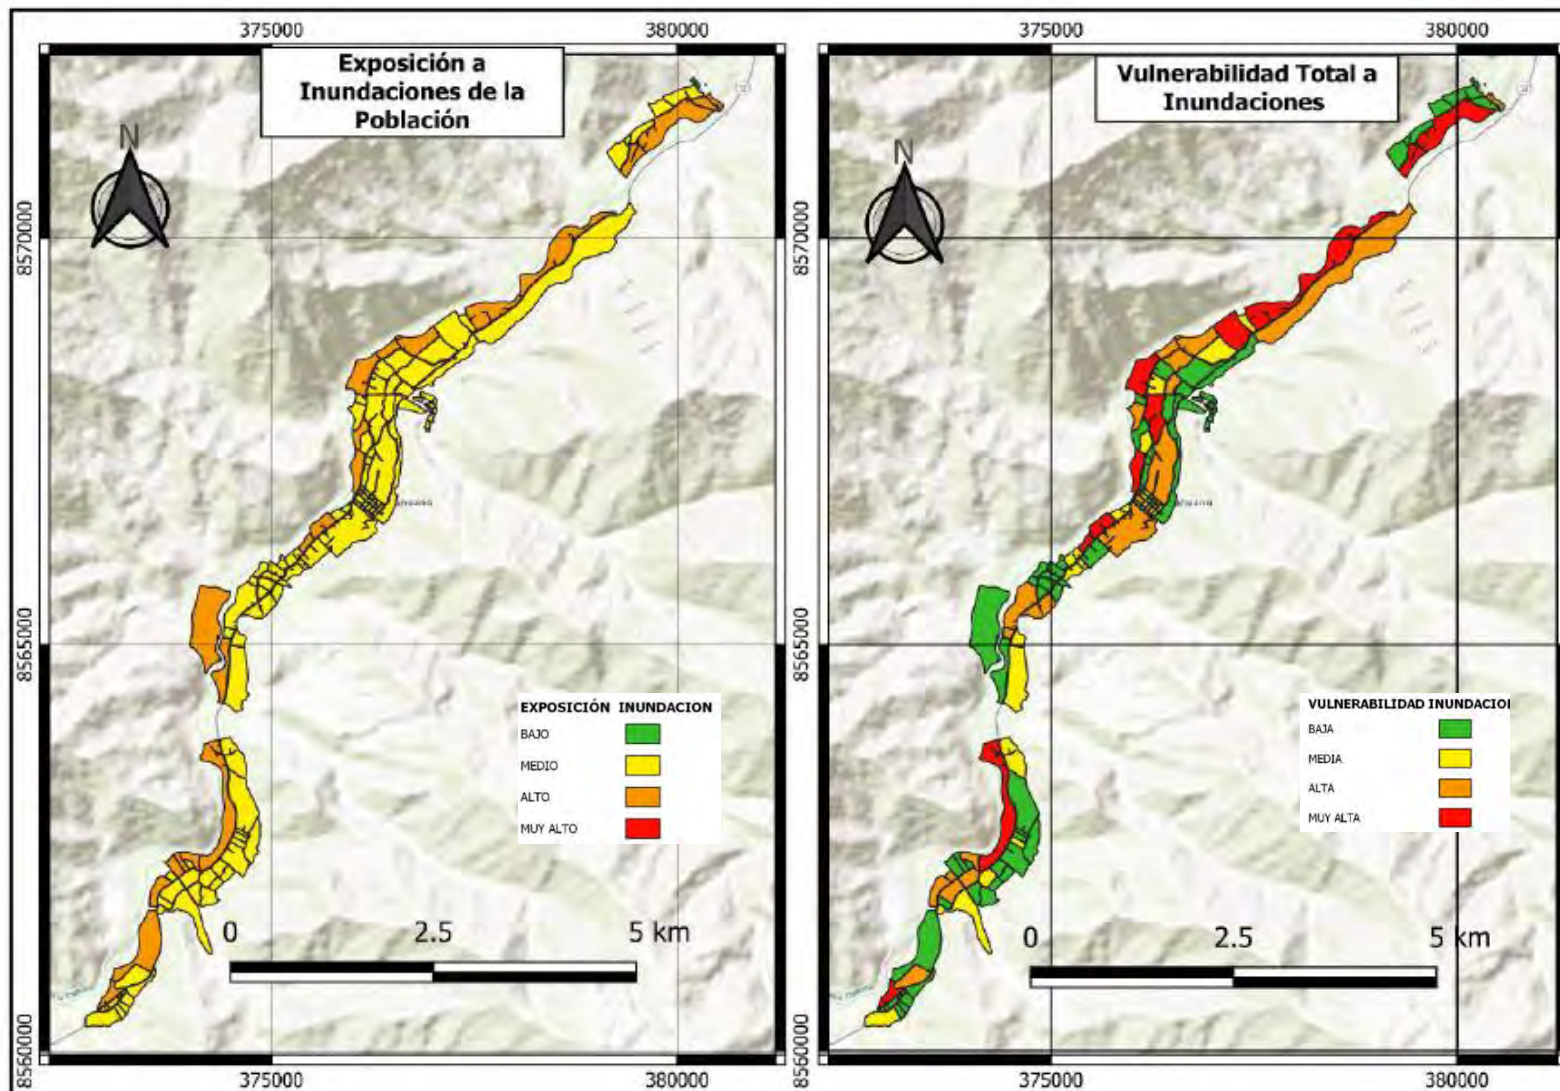 375000
380000
375000
380000
Exposición a
Inundaciones de la
Población
Vulnerabilidad Total a
Inundaciones
N
N
8570000
8570000
8565000
8565000
EXPOSICIÓN INUNDACION
BAJO
MEDIO
ALTO
MUY ALTO
VULNERABILIDAD INUNDACIO
BAJA
MEDIA
ALTA
MUY ALTA
0
2.5
5 km
0
2.5
5 km
8560000
8560000
375000
380000
375000
380000